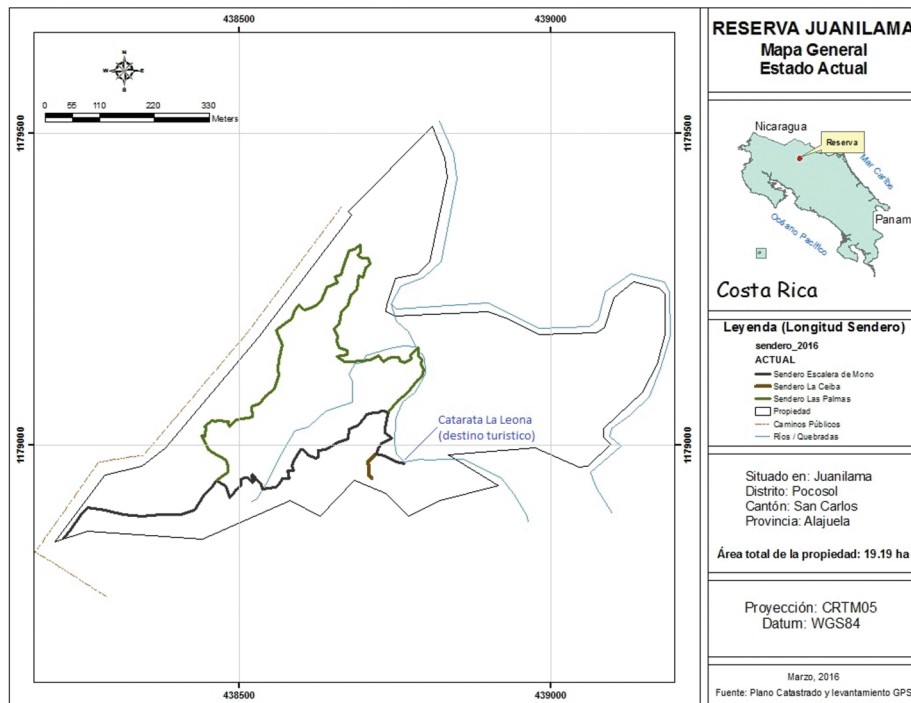 438500
439000
N
W
E
S
0
55
110
220
330
Meters
1179500
1179500
1179000
1179000
Catarata La Leona
(destino turístico)
438500
439000
RESERVA JUANILAMA
Mapa General
Estado Actual
Nicaragua
Reserva
Mar Caribe
Panam
Océano Pacífico
Costa Rica
Leyenda (Longitud Sendero)
sendero_2016
ACTUAL
Sendero Escalera de Mono
Sendero La Ceiba
Sendero Las Palmas
Propiedad
Caminos Públicos
Ríos / Quebradas
Situado en: Juanilama
Distrito: Pocosol
Cantón: San Carlos
Provincia: Alajuela
Área total de la propiedad: 19.19 ha
Proyección: CRTM05
Datum: WGS84
Marzo, 2016
Fuente: Plano Catastrado y levantamiento GPS